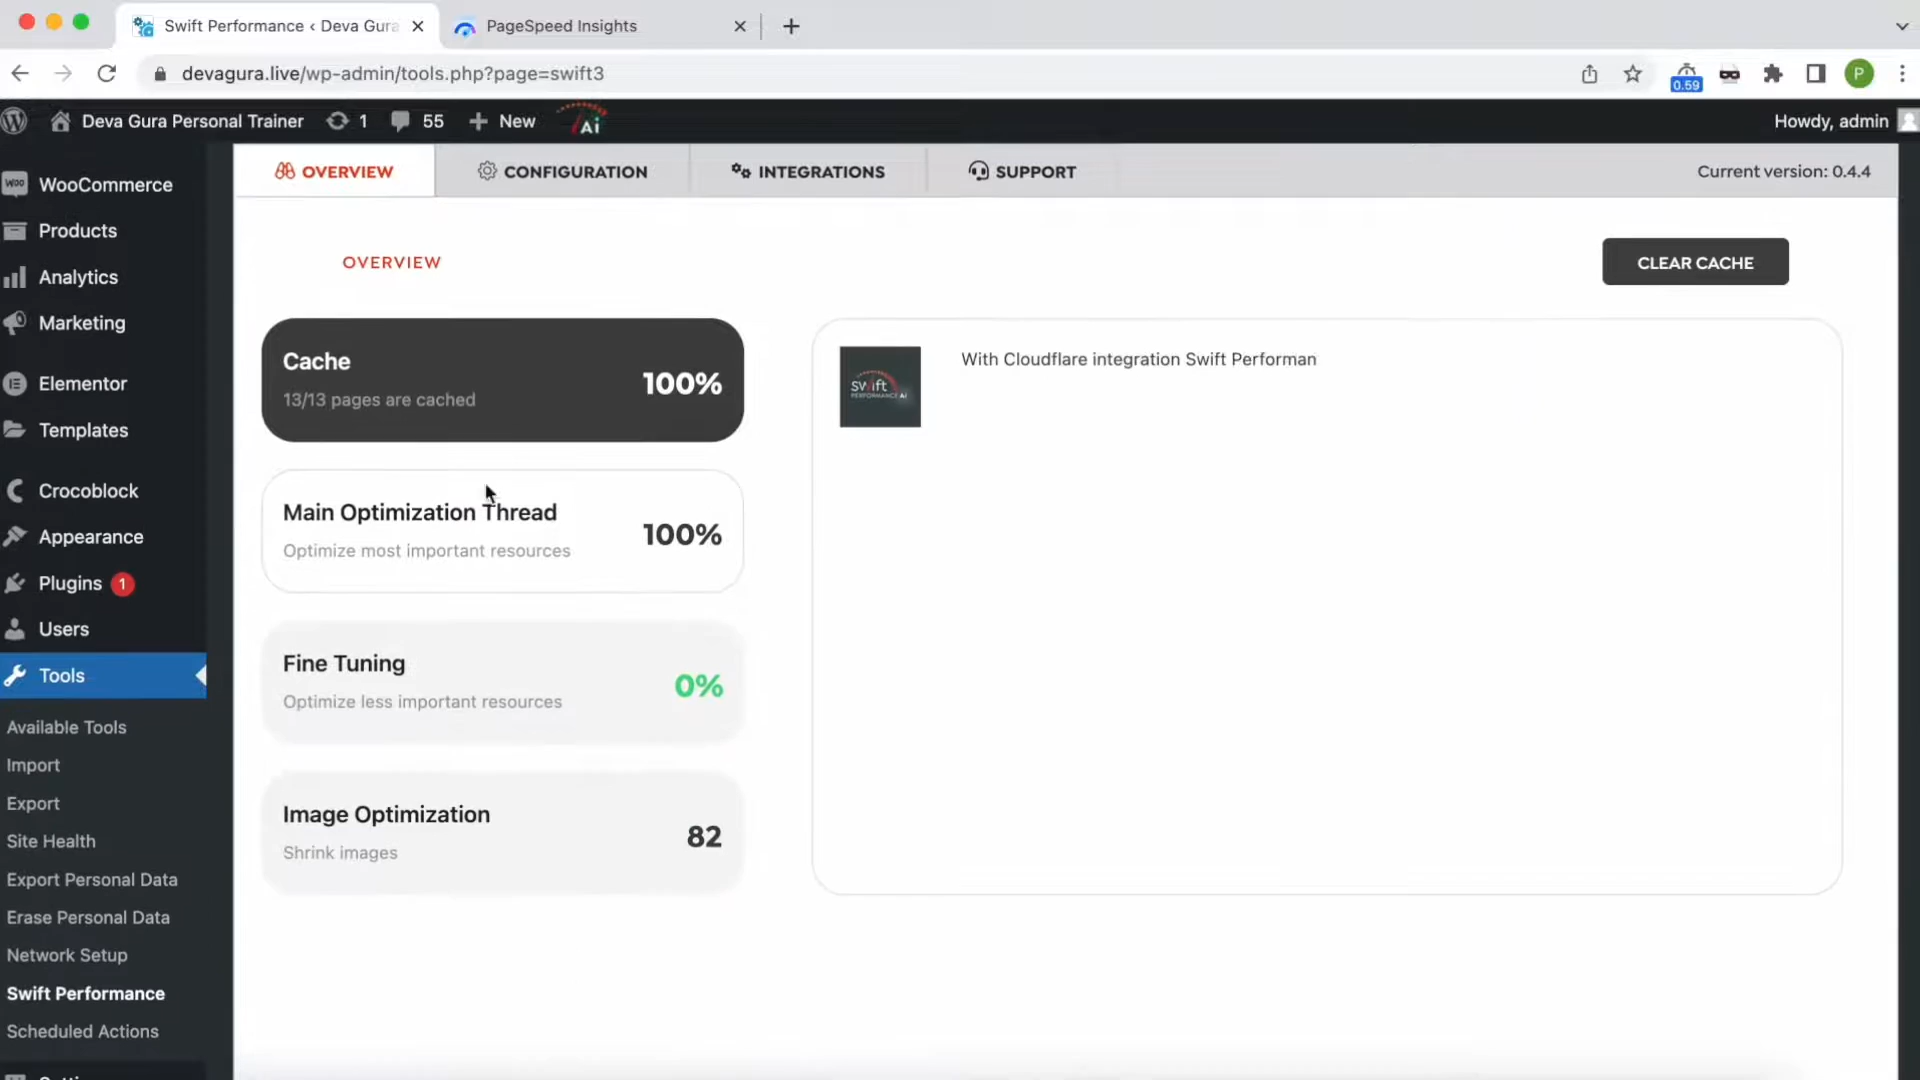 Swift Performance ‹ Deva Gura
PageSpeed Insights
devagura.live/wp-admin/tools.php?page=swift3
0.59
P
Deva Gura Personal Trainer
1
55
New
Ai
Howdy, admin
WOO
WooCommerce
Products
Analytics
Marketing
Elementor
Templates
Crocoblock
Appearance
Plugins 1
Users
Tools
Available Tools
Import
Export
Site Health
Export Personal Data
Erase Personal Data
Network Setup
Swift Performance
Scheduled Actions
OVERVIEW
CONFIGURATION
INTEGRATIONS
SUPPORT
Current version: 0.4.4
OVERVIEW
CLEAR CACHE
Cache
13/13 pages are cached
100%
Main Optimization Thread
Optimize most important resources
100%
Fine Tuning
Optimize less important resources
0%
Image Optimization
Shrink images
82
swift
PERFORMANCE Ai
With Cloudflare integration Swift Performan